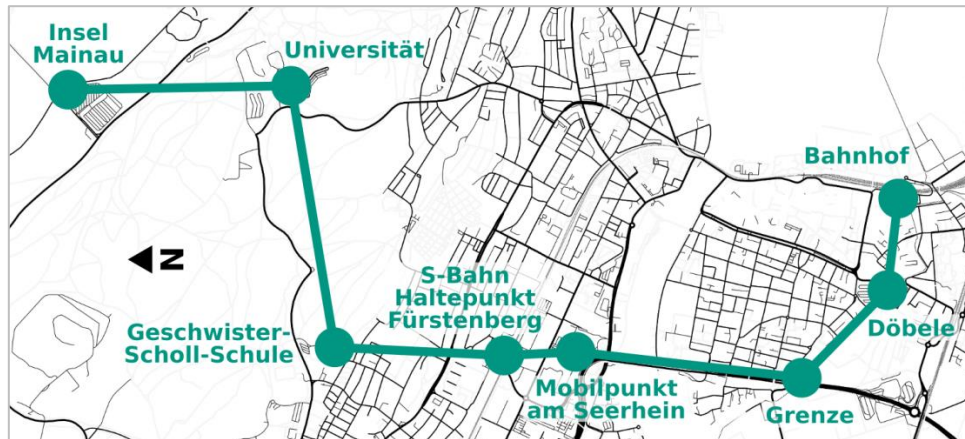 Insel
Mainau
Universität
Bahnhof
N
S-Bahn
Haltepunkt
Fürstenberg
Geschwister-
Scholl-Schule
Döbele
Mobilpunkt
am Seerhein
Grenze